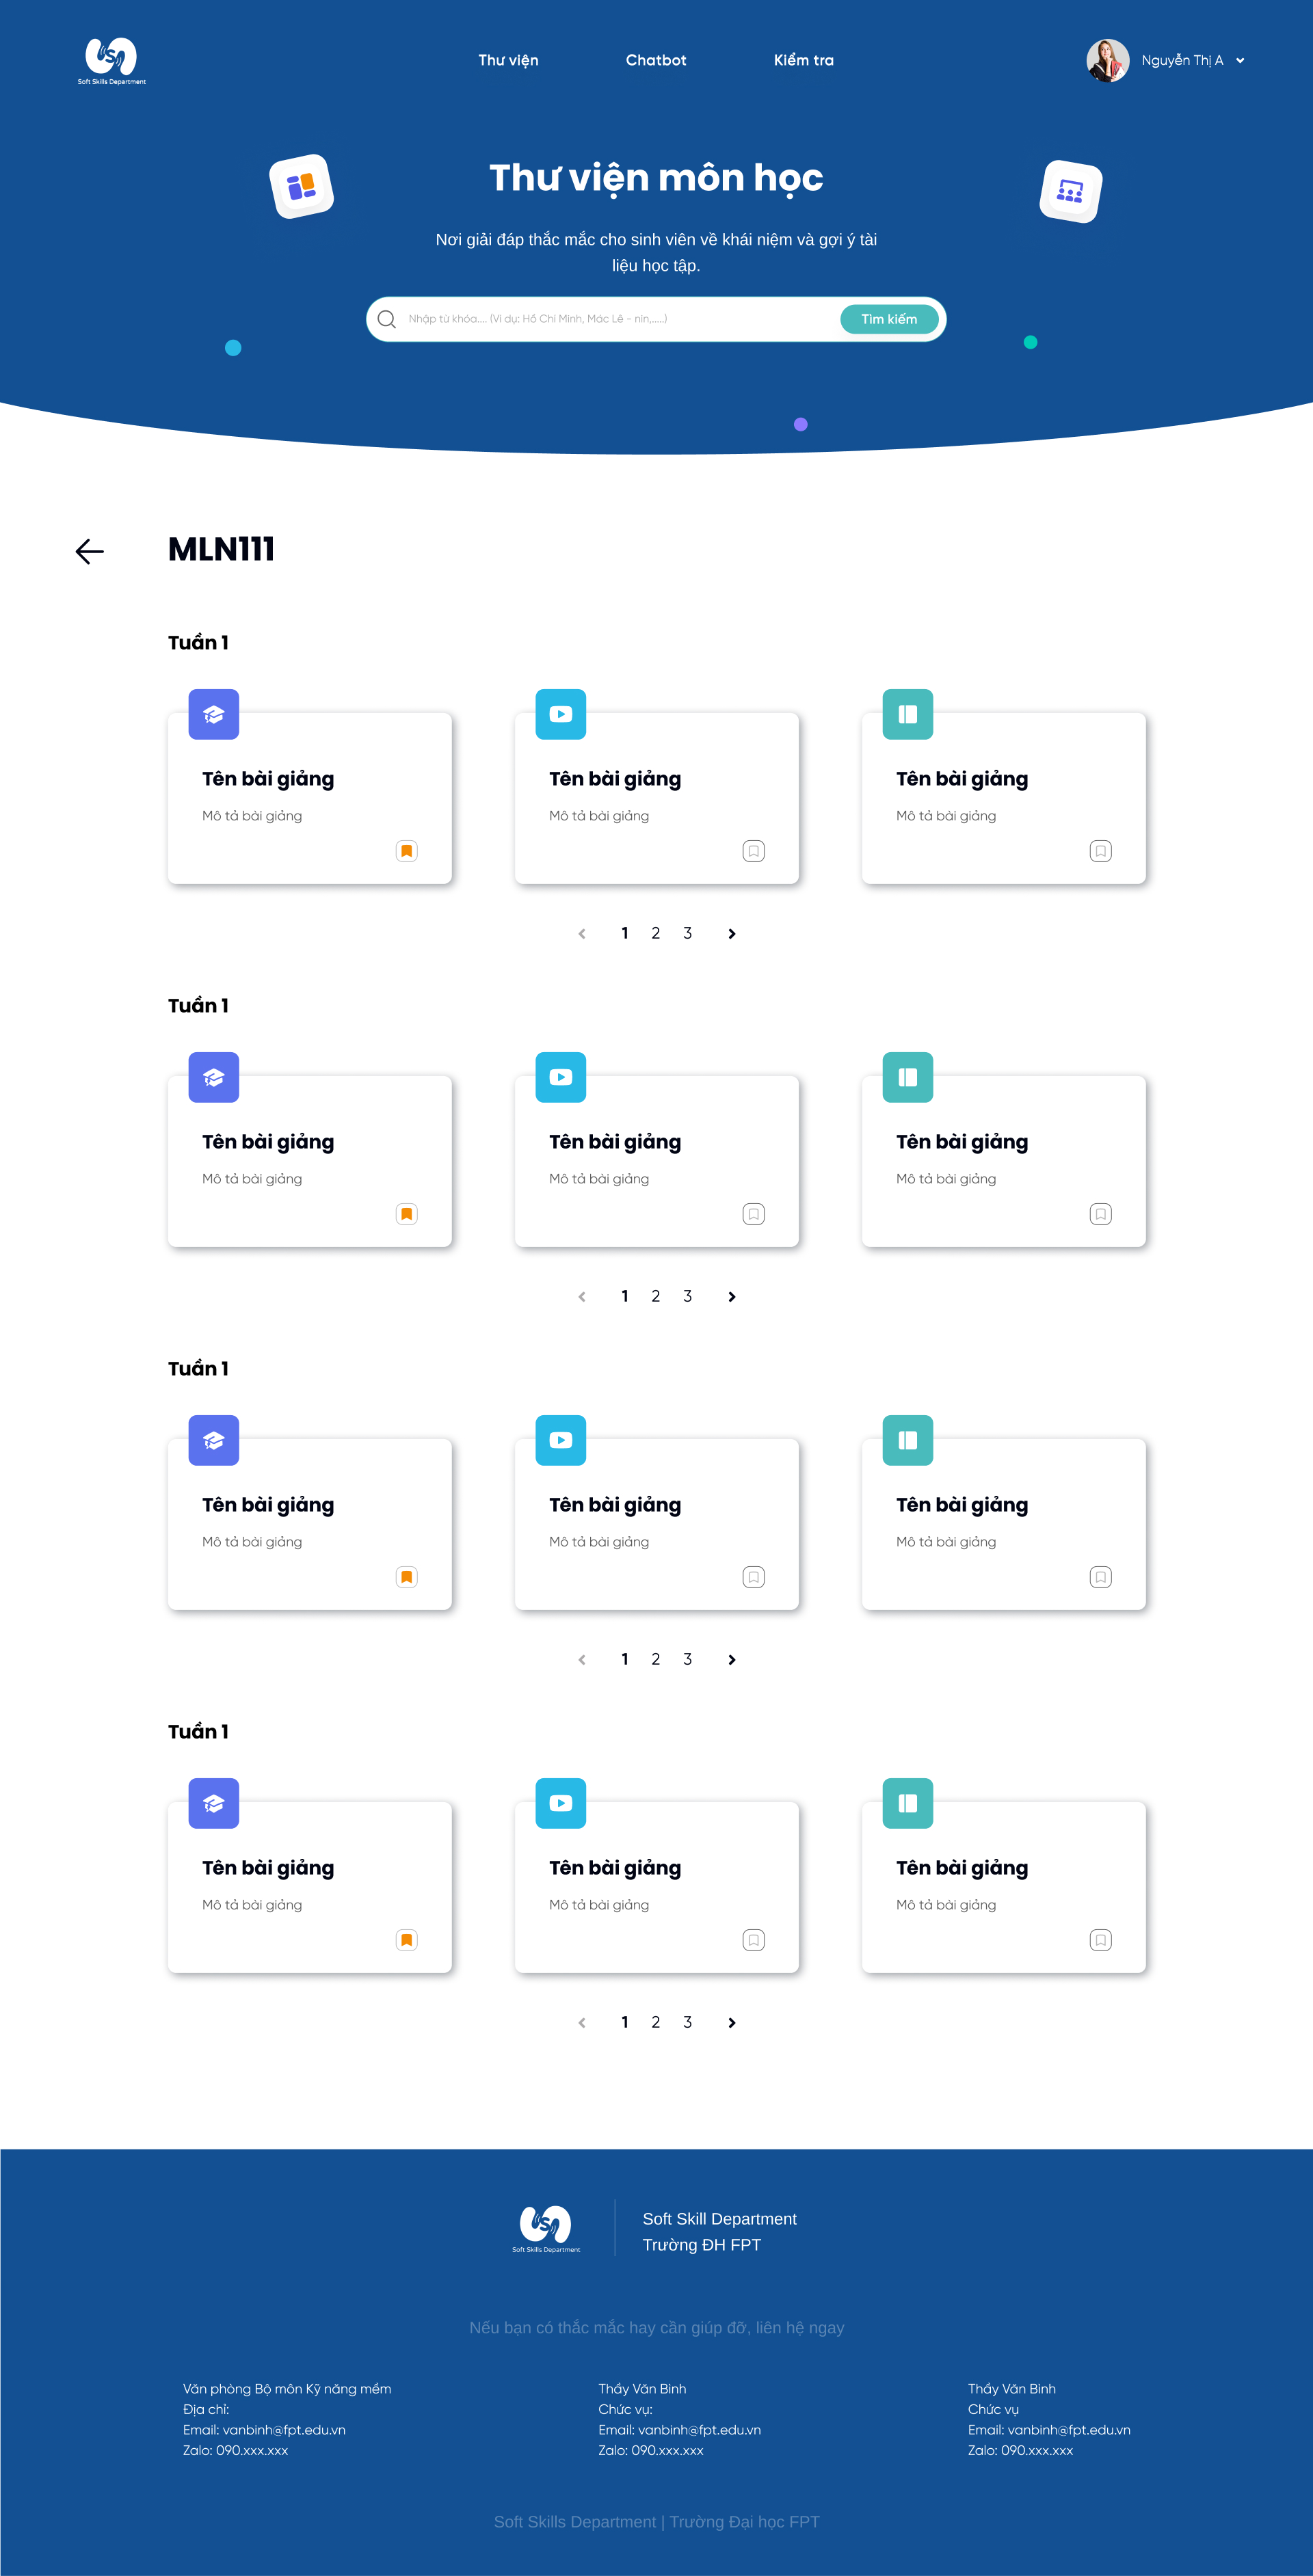 Soft Skills Department
Thư viện
Chatbot
Kiểm tra
Nguyễn Thị A
Thư viện môn học
Nơi giải đáp thắc mắc cho sinh viên về khái niệm và gợi ý tài
liệu học tập.
Nhập từ khóa.... (Ví dụ: Hồ Chí Minh, Mác Lê - nin,.....)
Tìm kiếm
MLN111
Tuần 1
Tên bài giảng
Mô tả bài giảng
Tên bài giảng
Mô tả bài giảng
Tên bài giảng
Mô tả bài giảng
1 2 3
Tuần 1
Tên bài giảng
Mô tả bài giảng
Tên bài giảng
Mô tả bài giảng
Tên bài giảng
Mô tả bài giảng
1 2 3
Tuần 1
Tên bài giảng
Mô tả bài giảng
Tên bài giảng
Mô tả bài giảng
Tên bài giảng
Mô tả bài giảng
1 2 3
Tuần 1
Tên bài giảng
Mô tả bài giảng
Tên bài giảng
Mô tả bài giảng
Tên bài giảng
Mô tả bài giảng
1 2 3
Soft Skills Department
Soft Skill Department
Trường ĐH FPT
Nếu bạn có thắc mắc hay cần giúp đỡ, liên hệ ngay
Văn phòng Bộ môn Kỹ năng mềm
Địa chỉ:
Email: vanbinh@fpt.edu.vn
Zalo: 090.xxx.xxx
Thầy Văn Bình
Chức vụ:
Email: vanbinh@fpt.edu.vn
Zalo: 090.xxx.xxx
Thầy Văn Bình
Chức vụ
Email: vanbinh@fpt.edu.vn
Zalo: 090.xxx.xxx
Soft Skills Department | Trường Đại học FPT